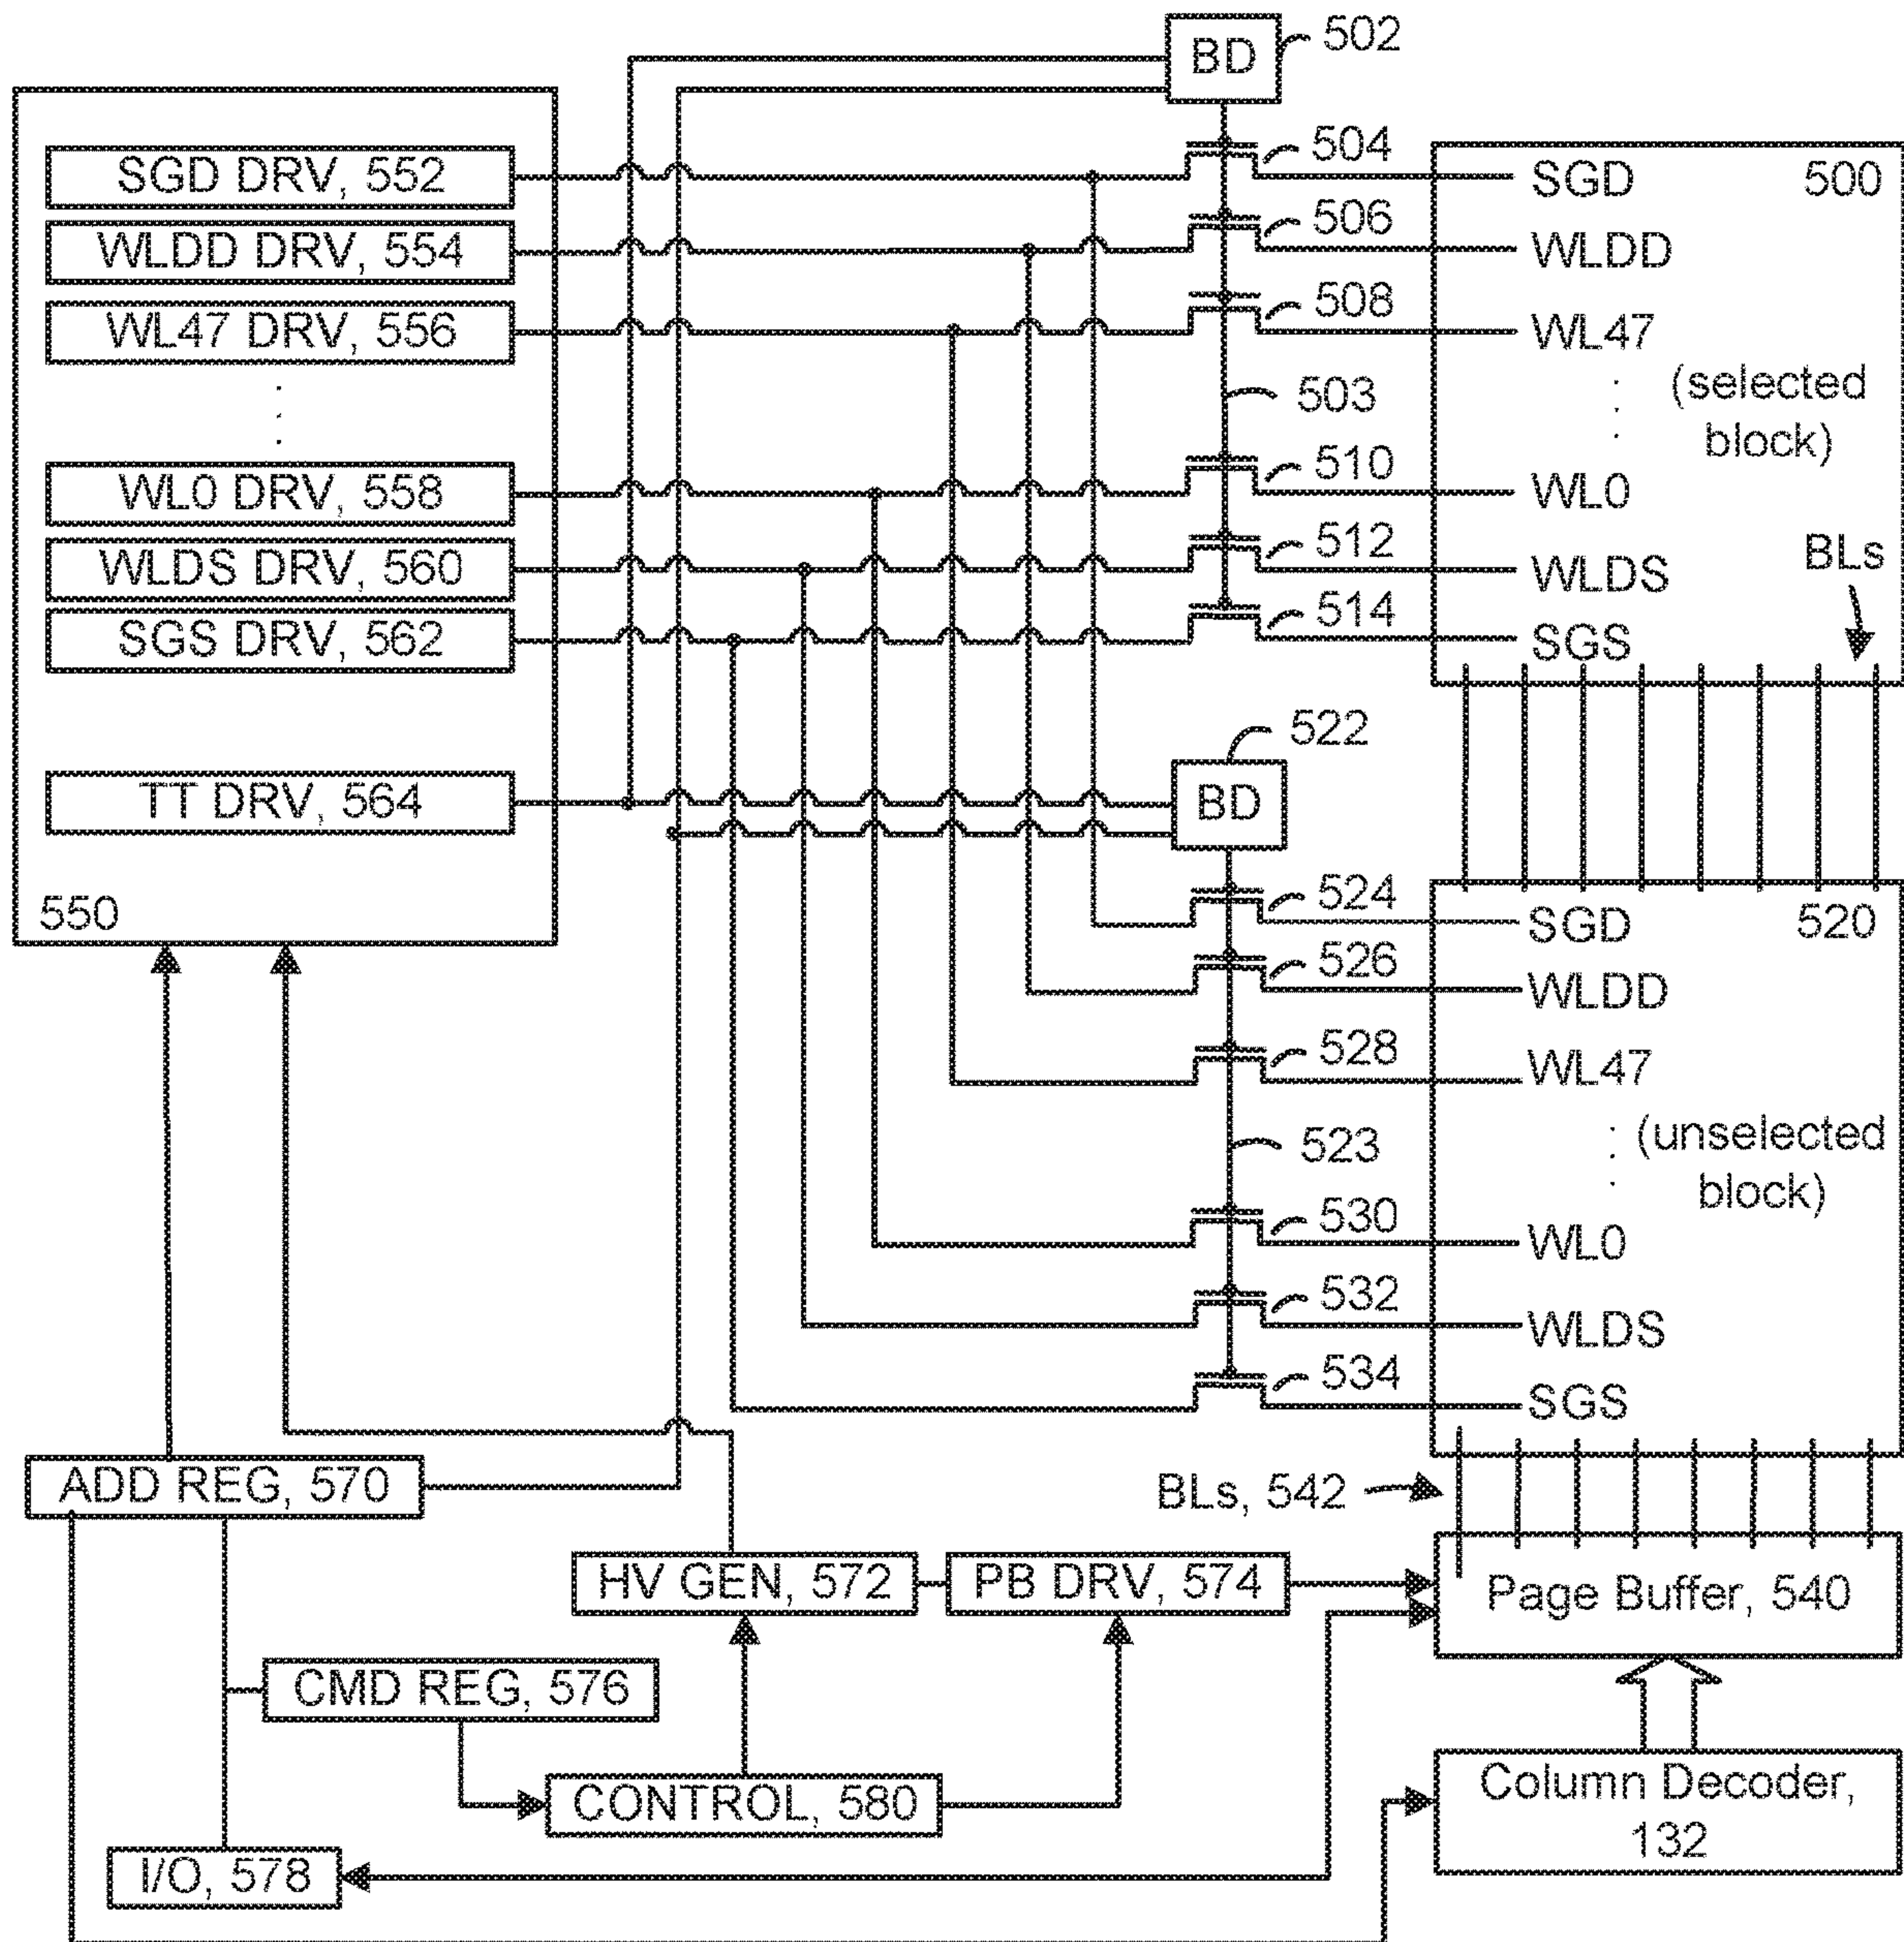 BD
502
SGD DRV, 552
WLDD DRV, 554
WL47 DRV, 556
WL0 DRV, 558
WLDS DRV, 560
SGS DRV, 562
TT DRV, 564
550
504
506
508
503
510
512
514
SGD
500
WLDD
WL47
(selected
block)
WL0
WLDS
BLs
SGS
522
BD
524
526
528
523
530
532
534
SGD
520
WLDD
WL47
(unselected
block)
WL0
WLDS
SGS
ADD REG, 570
BLs, 542
HV GEN, 572
PB DRV, 574
Page Buffer, 540
CMD REG, 576
CONTROL, 580
Column Decoder,
132
I/O, 578